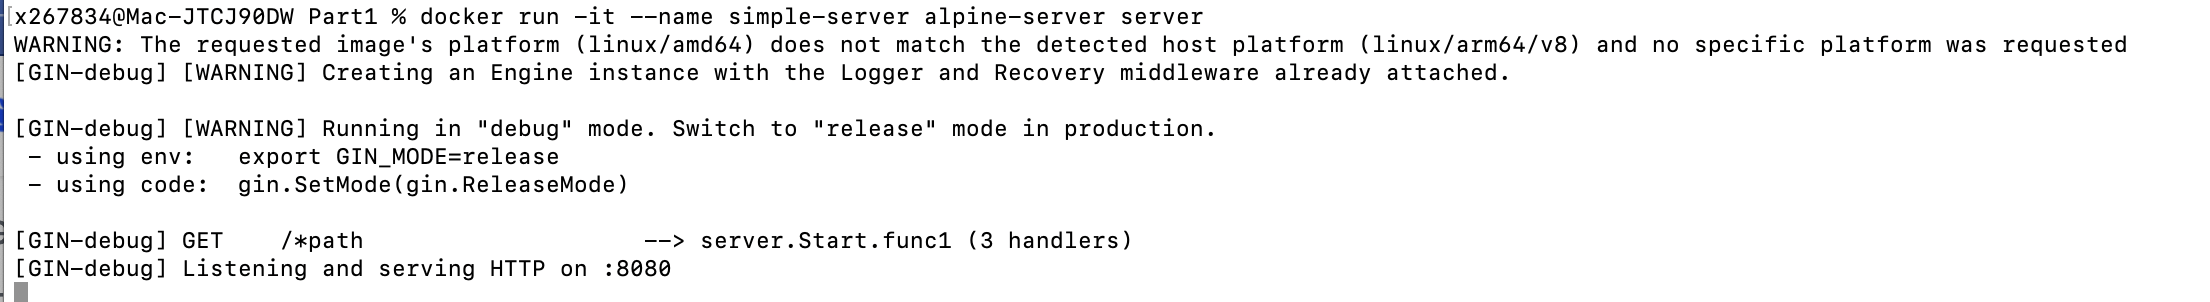 [x267834@Mac-JTCJ90DW Part1 % docker run -it --name simple-server alpine-server server
WARNING: The requested image's platform (linux/amd64) does not match the detected host platform (linux/arm64/v8) and no specific platform was requested
[GIN-debug] [WARNING] Creating an Engine instance with the Logger and Recovery middleware already attached.
[GIN-debug] [WARNING] Running in "debug" mode. Switch to "release" mode in production.
 - using env:   export GIN_MODE=release
 - using code:  gin.SetMode(gin.ReleaseMode)
[GIN-debug] GET    /*path                    --> server.Start.func1 (3 handlers)
[GIN-debug] Listening and serving HTTP on :8080